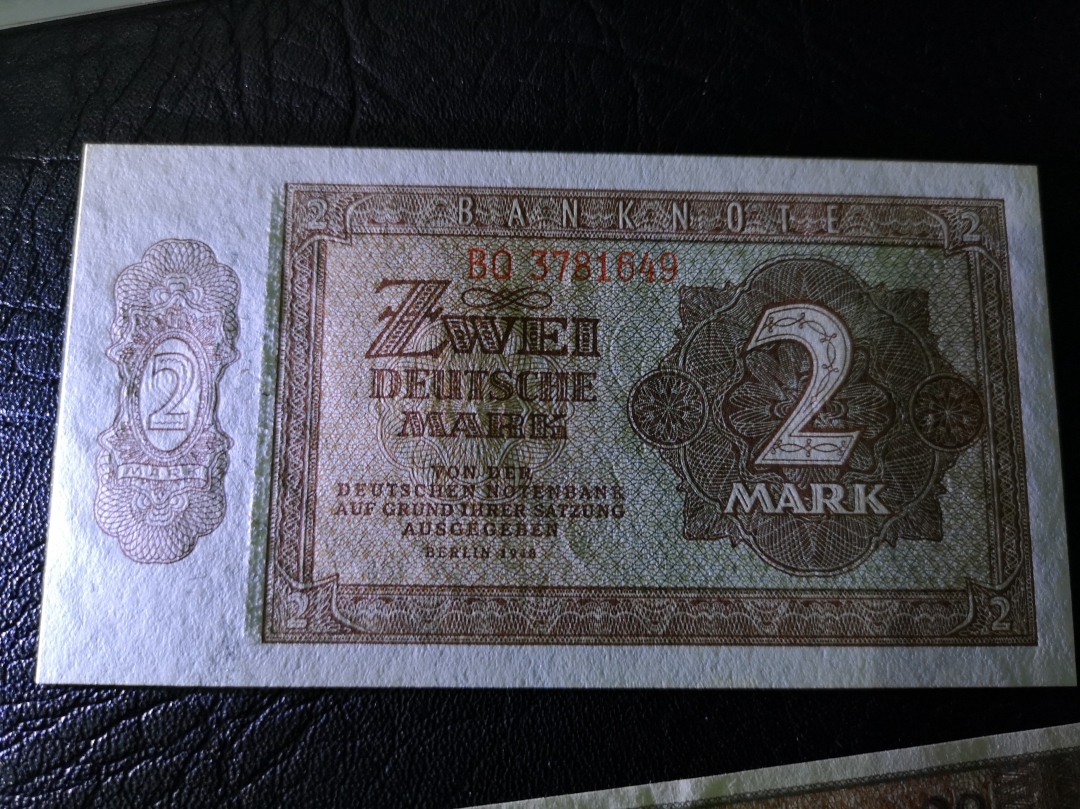 2 BANKNOTE 2
BQ 3781649
ZWEI
DEUTSCHE
MARK
VON DER
DEUTSCHEN NOTENBANK
AUF GRUND IHRER SATZUNG
AUSGEGEBEN
BERLIN 1948
2
MARK
2
MARK
2 2